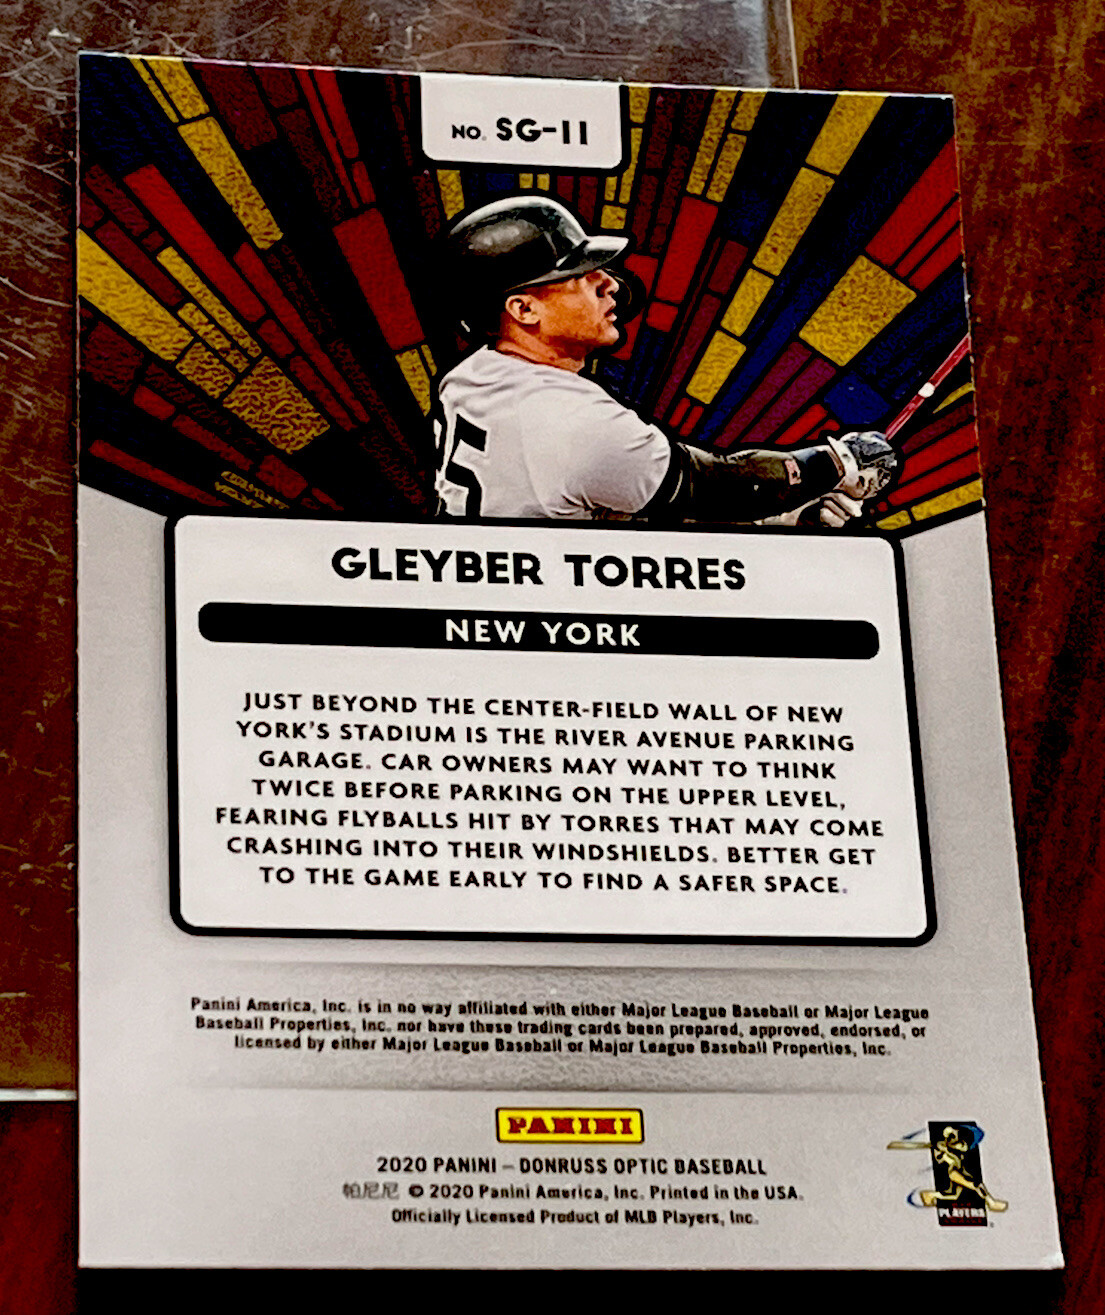 NO. SG-11
5
GLEYBER TORRES
NEW YORK
JUST BEYOND THE CENTER-FIELD WALL OF NEW
YORK'S STADIUM IS THE RIVER AVENUE PARKING
GARAGE. CAR OWNERS MAY WANT TO THINK
TWICE BEFORE PARKING ON THE UPPER LEVEL,
FEARING FLYBALLS HIT BY TORRES THAT MAY COME
CRASHING INTO THEIR WINDSHIELDS. BETTER GET
TO THE GAME EARLY TO FIND A SAFER SPACE.
Panini America, Inc. is in no way affiliated with either Major League Baseball or Major League
Baseball Properties, Inc. nor have these trading cards been prepared, approved, endorsed, or
licensed by either Major League Baseball or Major League Baseball Properties, Inc.
PANINI
2020 PANINI – DONRUSS OPTIC BASEBALL
帕尼尼 © 2020 Panini America, Inc. Printed in the USA.
Officially Licensed Product of MLB Players, Inc.
PLAYERS